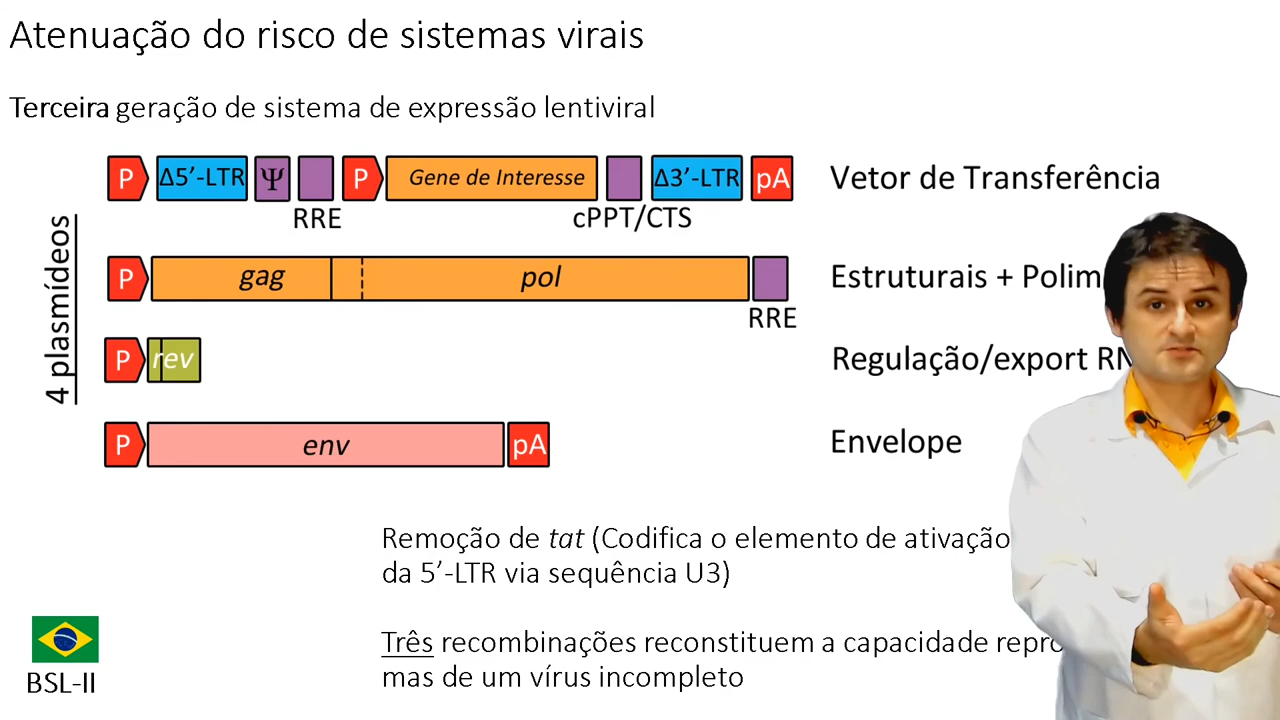 Atenuação do risco de sistemas virais
Terceira geração de sistema de expressão lentiviral
P Δ5’-LTR Ψ P Gene de Interesse Δ3’-LTR pA Vetor de Transferência
RRE cPPT/CTS
4 plasmídeos
P gag pol Estruturais +
RRE
P rev Regulação/export
P env pA Envelope
Remoção de tat (Codifica o elemento de ativação
da 5’-LTR via sequência U3)
Três recombinações reconstituem a capacidade
mas de um vírus incompleto
BSL-II